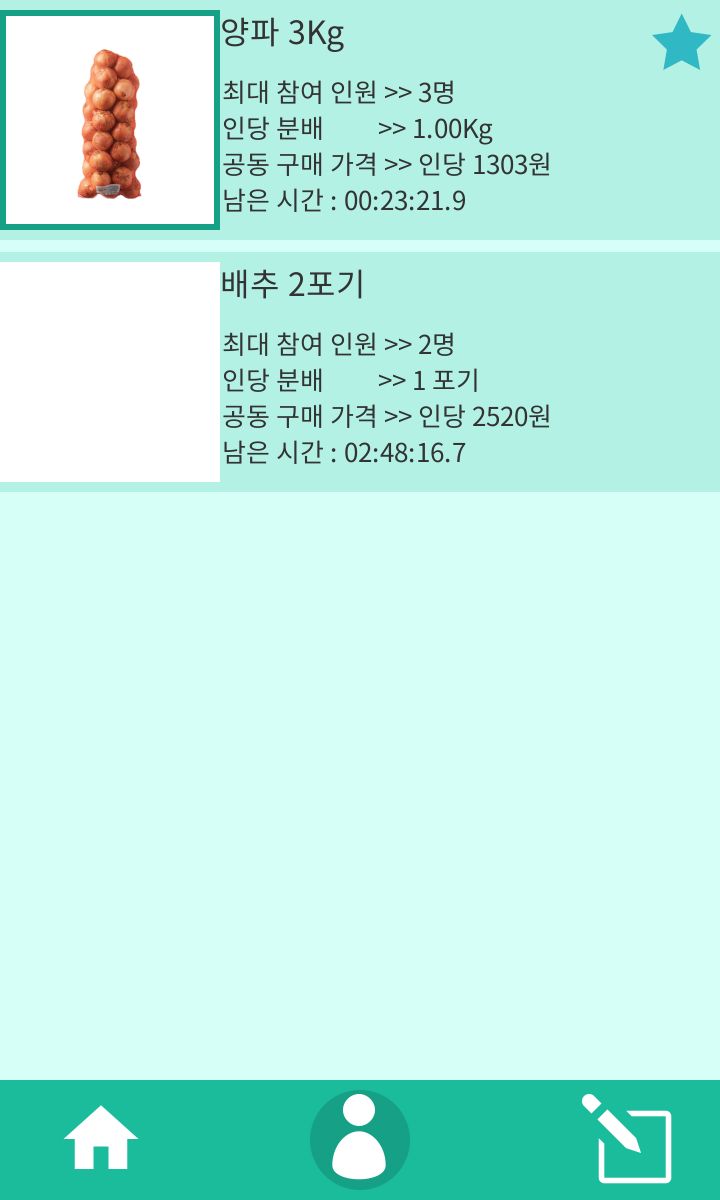 양파 3Kg
최대 참여 인원 >> 3명
인당 분배 >> 1.00Kg
공동 구매 가격 >> 인당 1303원
남은 시간 : 00:23:21.9
배추 2포기
최대 참여 인원 >> 2명
인당 분배 >> 1 포기
공동 구매 가격 >> 인당 2520원
남은 시간 : 02:48:16.7